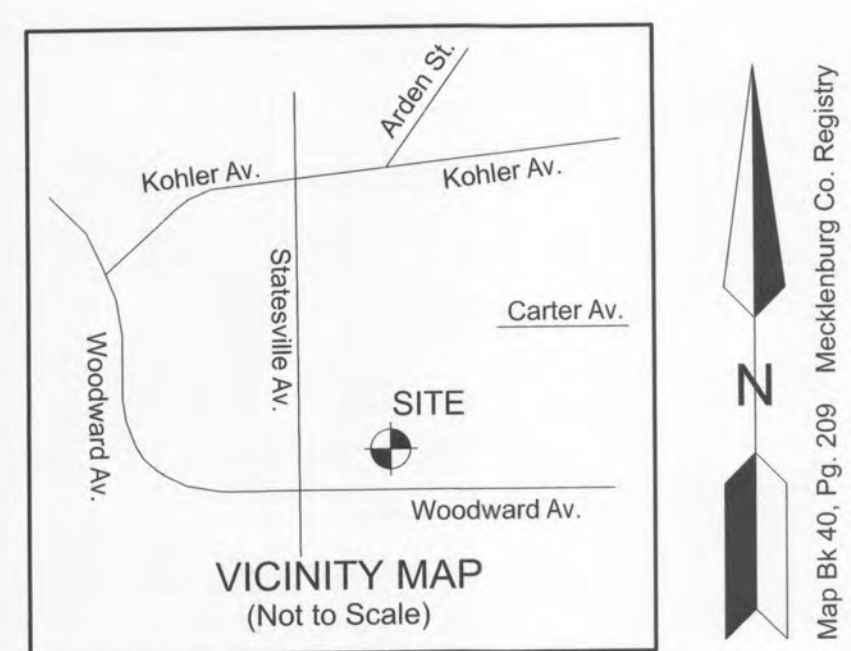 Arden St.
Kohler Av.
Kohler Av.
Statesville Av.
Carter Av.
Woodward Av.
SITE
Woodward Av.
VICINITY MAP
(Not to Scale)
N
Map Bk 40, Pg. 209 Mecklenburg Co. Registry